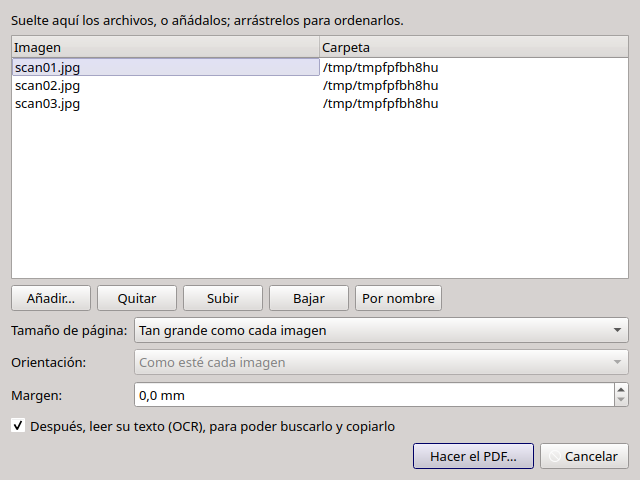 Suelte aquí los archivos, o añádalos; arrástrelos para ordenarlos.
Imagen Carpeta
scan01.jpg /tmp/tmpfpfbh8hu
scan02.jpg /tmp/tmpfpfbh8hu
scan03.jpg /tmp/tmpfpfbh8hu
Añadir... Quitar Subir Bajar Por nombre
Tamaño de página: Tan grande como cada imagen
Orientación: Como esté cada imagen
Margen: 0,0 mm
Después, leer su texto (OCR), para poder buscarlo y copiarlo
Hacer el PDF... Cancelar